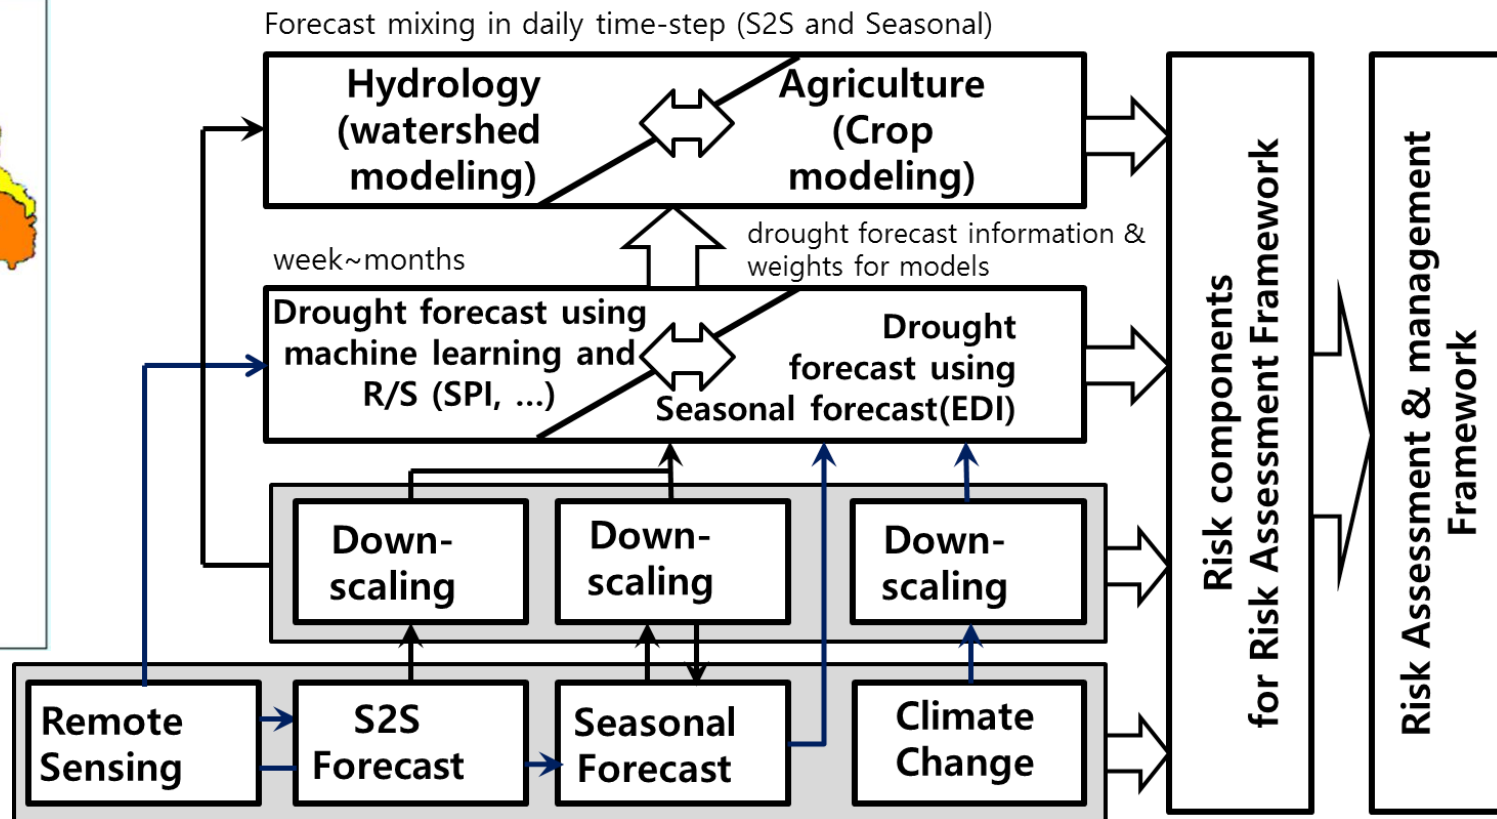 Forecast mixing in daily time-step (S2S and Seasonal)
Hydrology
(watershed
modeling)
Agriculture
(Crop
modeling)
week~months
drought forecast information &
weights for models
Drought forecast using
machine learning and
R/S (SPI, ...)
Drought
forecast using
Seasonal forecast(EDI)
Down-
scaling
Down-
scaling
Down-
scaling
Remote
Sensing
S2S
Forecast
Seasonal
Forecast
Climate
Change
Risk components
for Risk Assessment Framework
Risk Assessment & management
Framework